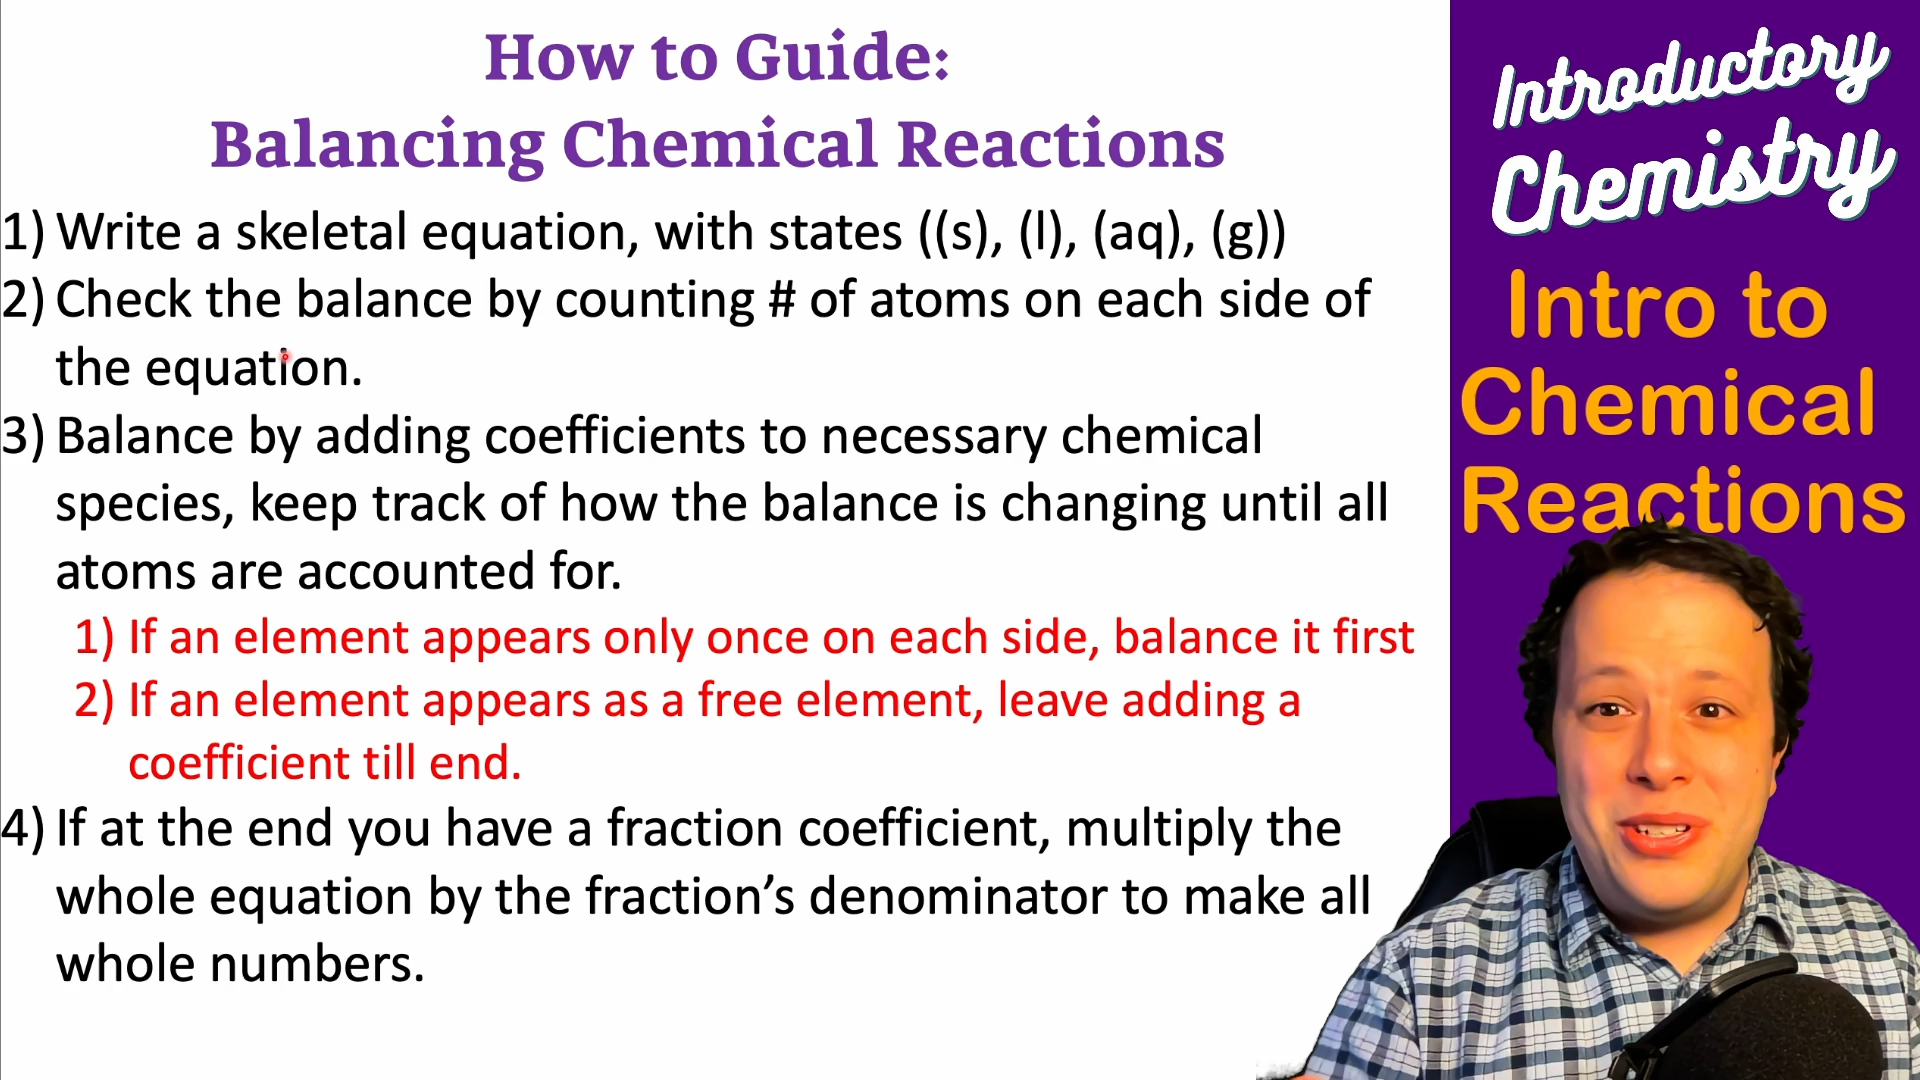 How to Guide:
Balancing Chemical Reactions
1) Write a skeletal equation, with states ((s), (l), (aq), (g))
2) Check the balance by counting # of atoms on each side of
the equation.
3) Balance by adding coefficients to necessary chemical
species, keep track of how the balance is changing until all
atoms are accounted for.
1) If an element appears only once on each side, balance it first
2) If an element appears as a free element, leave adding a
coefficient till end.
4) If at the end you have a fraction coefficient, multiply the
whole equation by the fraction’s denominator to make all
whole numbers.
Introductory
Chemistry
Intro to
Chemical
Reactions